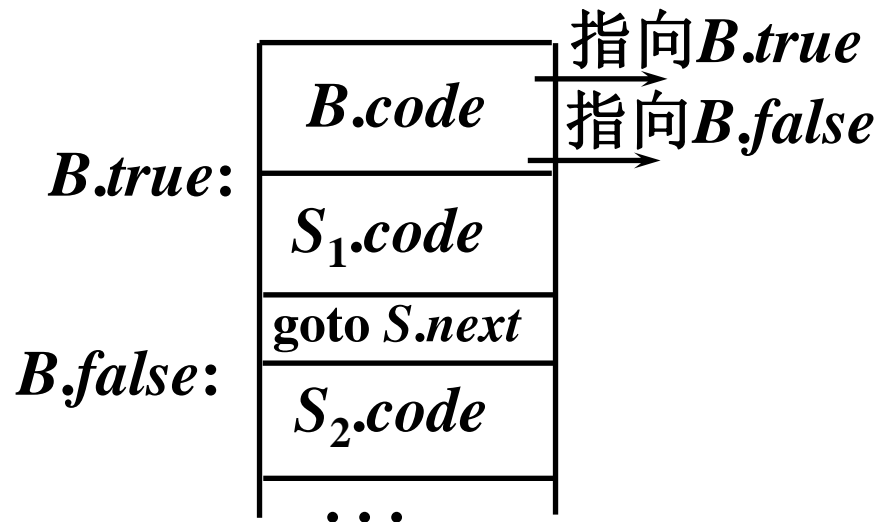 指向B.true
B.code
指向B.false
B.true:
S₁.code
goto S.next
B.false:
S₂.code
...